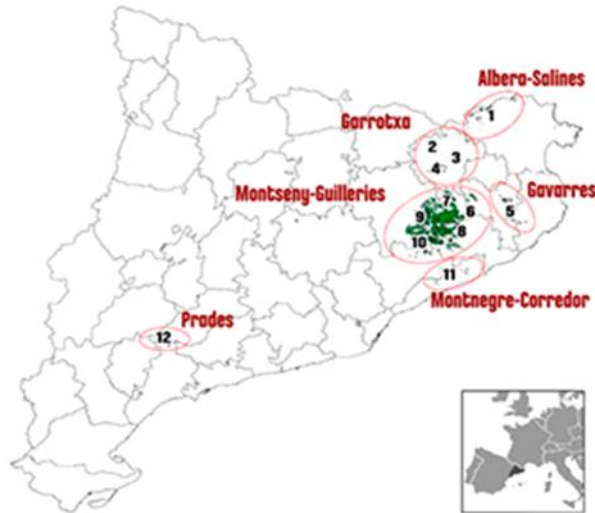 Albera-Salines
1
Garrotxa
2
3
4
Gavarres
Montseny-Guilleries
7
9
6
5
8
10
11
Montnegre-Corredor
Prades
12